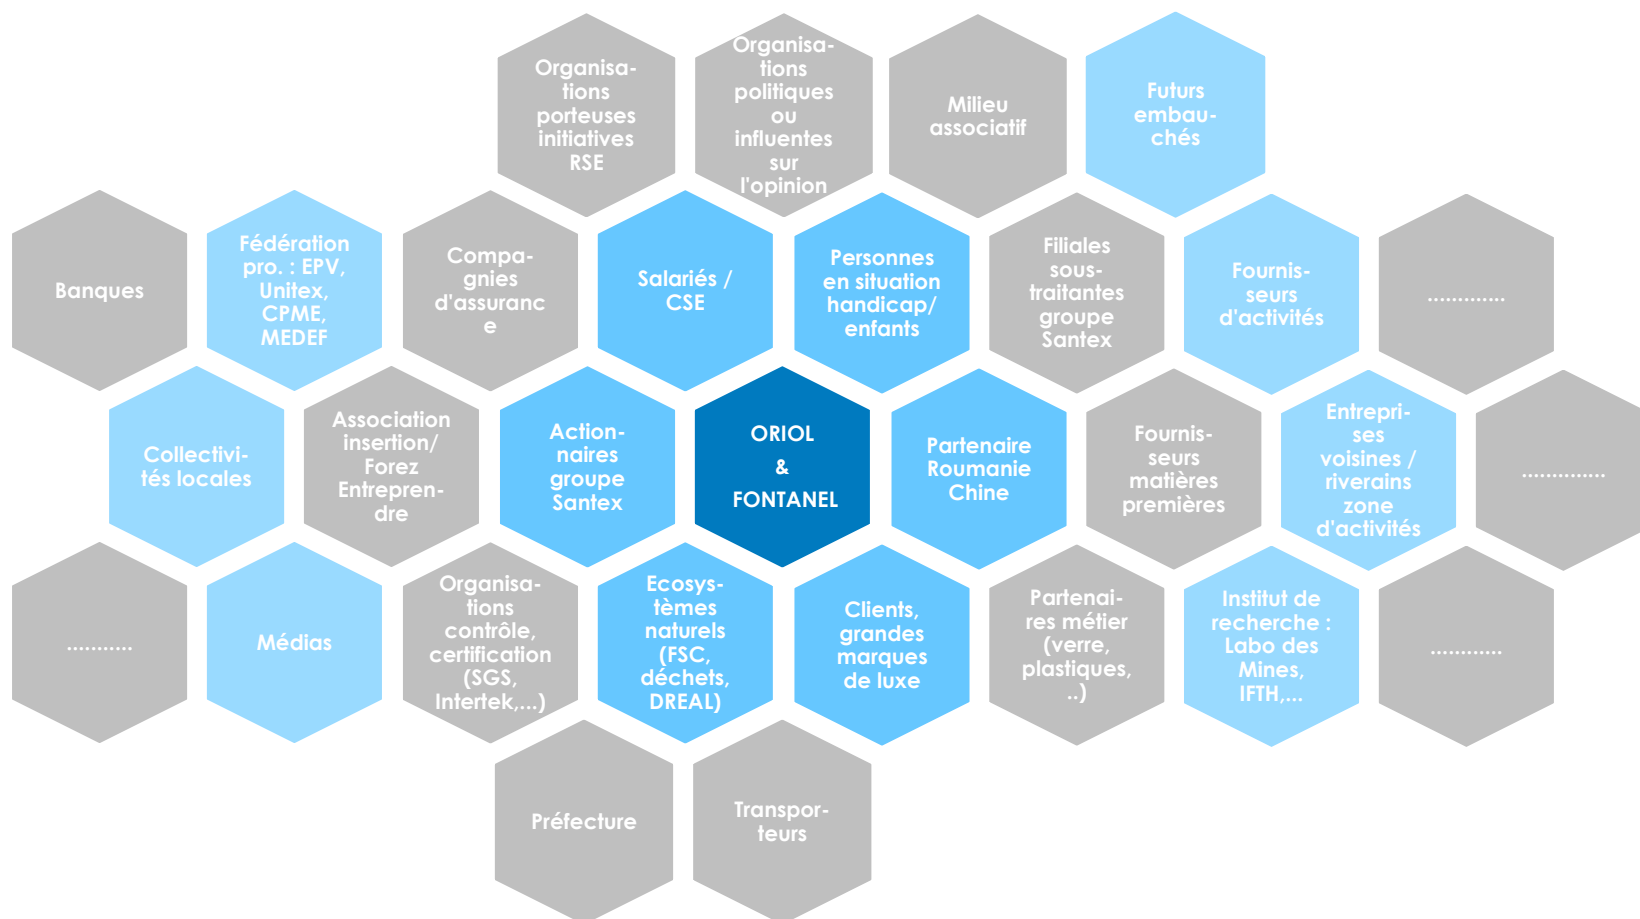 Organisa-
tions
porteuses
initiatives
RSE
Organisa-
tions
politiques
ou
influentes
sur
l'opinion
Milieu
associatif
Futurs
embau-
chés
Banques
Fédération
pro. : EPV,
Unitex,
CPME,
MEDEF
Compa-
gnies
d'assuranc
e
Salariés /
CSE
Personnes
en situation
handicap/
enfants
Filiales
sous-
traitantes
groupe
Santex
Fournis-
seurs
d'activités
.............
Collectivi-
tés locales
Association
insertion/
Forez
Entrepren-
dre
Action-
naires
groupe
Santex
ORIOL
&
FONTANEL
Partenaire
Roumanie
Chine
Fournis-
seurs
matières
premières
Entrepri-
ses
voisines /
riverains
zone
d'activités
..............
...........
Médias
Organisa-
tions
contrôle,
certification
(SGS,
Intertek,...)
Ecosys-
tèmes
naturels
(FSC,
déchets,
DREAL)
Clients,
grandes
marques
de luxe
Partenai-
res métier
(verre,
plastiques,
..)
Institut de
recherche :
Labo des
Mines,
IFTH,...
............
Préfecture
Transpor-
teurs